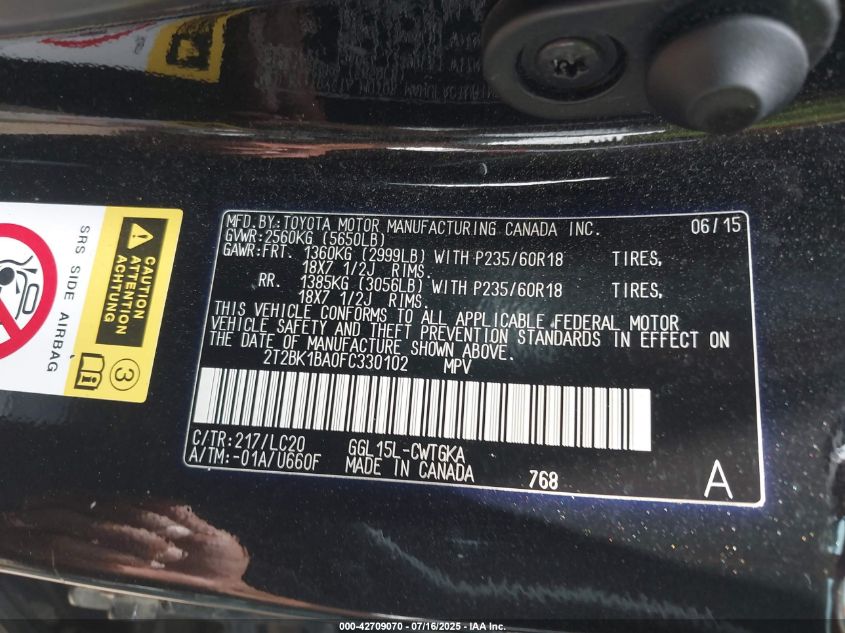 MFD.BY:TOYOTA MOTOR MANUFACTURING CANADA INC. 06/15
GVWR:2560KG (5650LB)
GAWR:FRT. 1360KG (2999LB) WITH P235/60R18 TIRES,
18X7 1/2J RIMS.
RR. 1385KG (3056LB) WITH P235/60R18 TIRES,
18X7 1/2J RIMS.
THIS VEHICLE CONFORMS TO ALL APPLICABLE FEDERAL MOTOR
VEHICLE SAFETY AND THEFT PREVENTION STANDARDS IN EFFECT ON
THE DATE OF MANUFACTURE SHOWN ABOVE.
2T2BK1BA0FC330102 MPV
C/TR:217/LC20 GGL15L-CWTGKA
A/TM:-01A/U660F MADE IN CANADA 768 A
SRS SIDE AIRBAG
CAUTION
ATTENTION
ACHTUNG
3
000-42709070 - 07/16/2025 - IAA Inc.